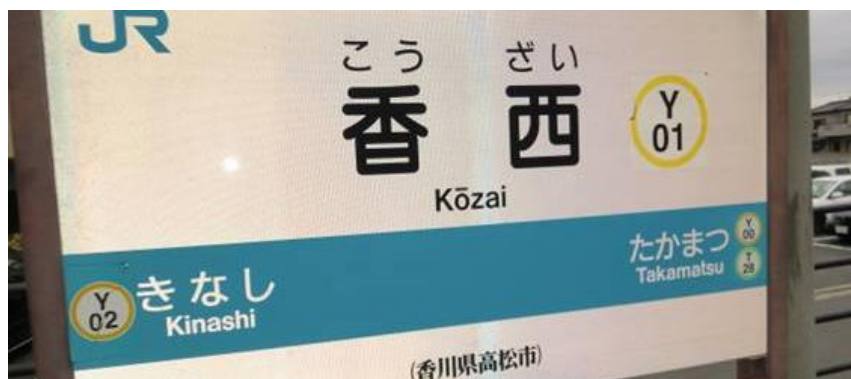 JR
こう ざい
香西
Y
01
Kōzai
Y
02
きなし
Kinashi
たかまつ
Takamatsu
Y
00
T
28
(香川県高松市)